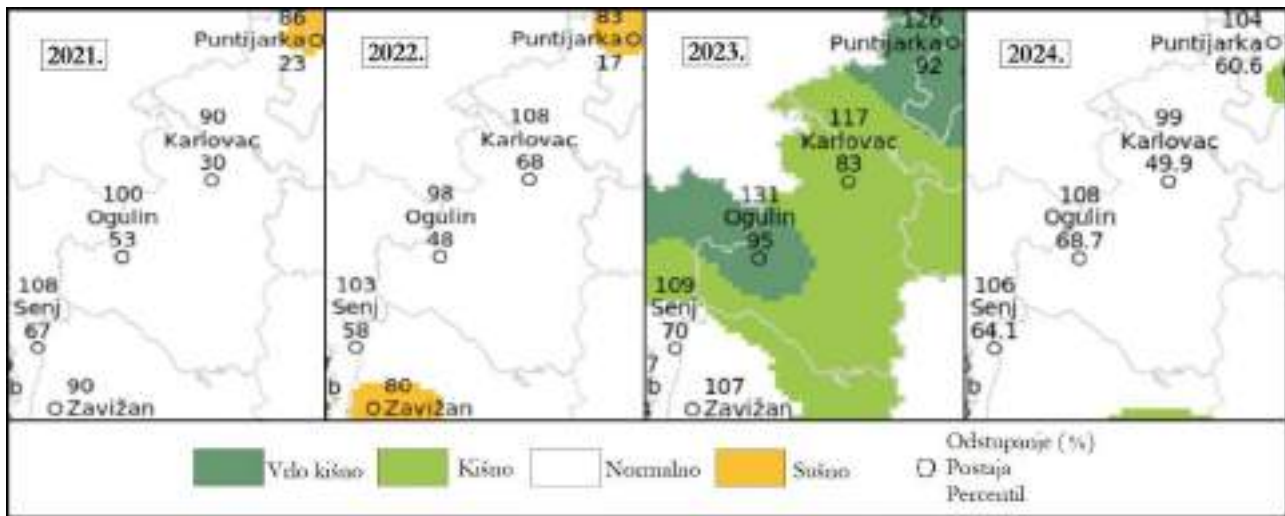 2021.
86
Puntijarka
23
90
Karlovac
30
100
Ogulin
53
108
Senj
67
b
90
Zavižan
2022.
83
Puntijarka
17
108
Karlovac
68
98
Ogulin
48
103
Senj
58
b
80
Zavižan
2023.
126
Puntijarka
92
117
Karlovac
83
131
Ogulin
95
109
Senj
70
7
b
107
Zavižan
2024.
104
Puntijarka
60.6
99
Karlovac
49.9
108
Ogulin
68.7
106
Senj
64.1
b
Zavižan
Vrlo kišno
Kišno
Normalno
Sušno
Odstupanje (%)
Postaja
Percentil